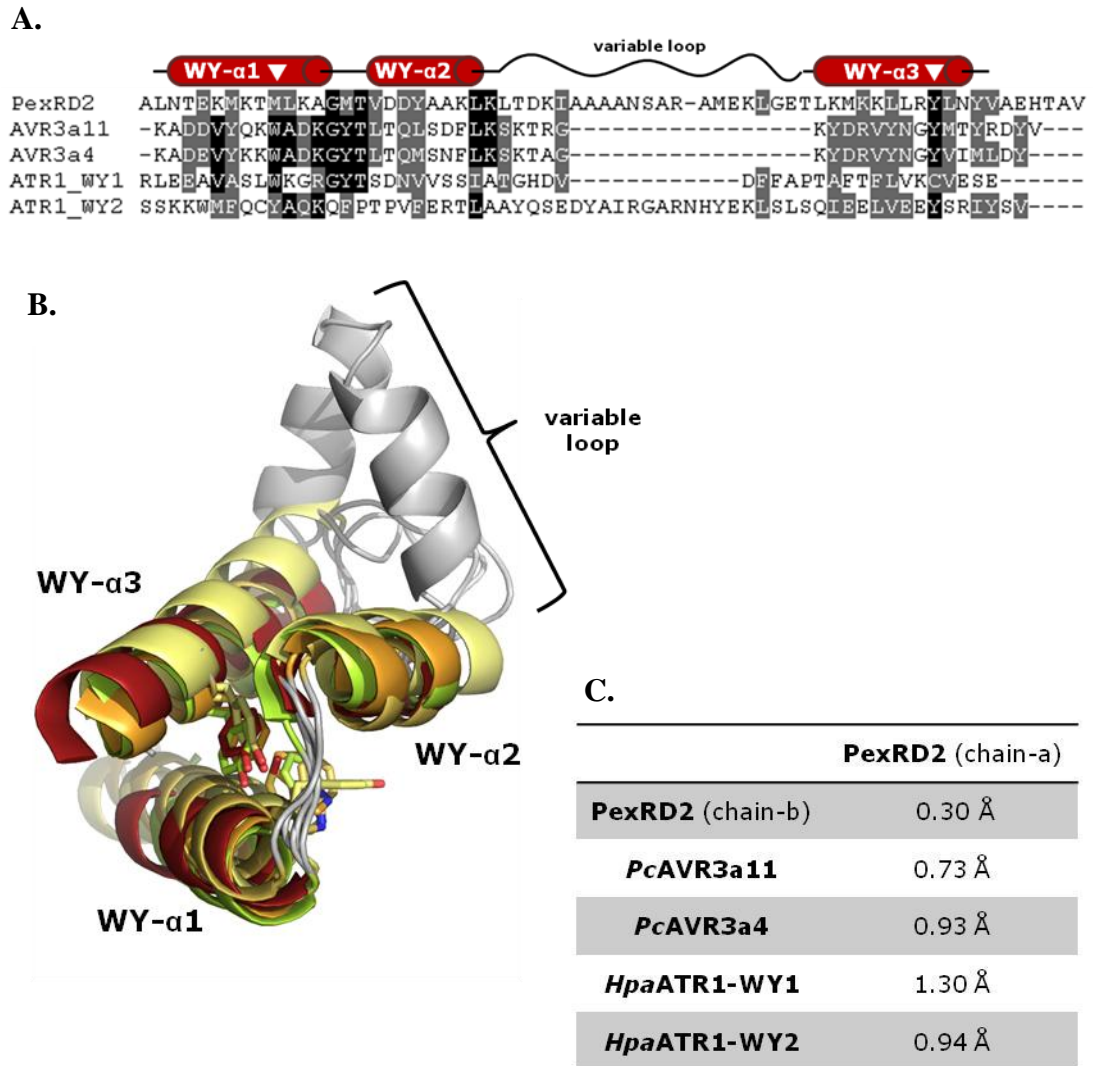 A.
variable loop
WY-α1 WY-α2 WY-α3
PexRD2 ALNTEKMKTMLKAGMTVDDYAAKLKLTDKIAAAANSAR-AMEKLGETLKMKKLLRYLNYVAEHTAV
AVR3a11 -KADDVYQKWADKGYTLTQLSDFLKSKTRG-----------------KYDRVYNGYMTYRDYV---
AVR3a4 -KADEVYKKWADKGYTLTQMSNFLKSKTAG-----------------KYDRVYNGYVIMLDY----
ATR1_WY1 RLEEAVASLWKGRGYTSDNVVSSIATGHDV------------DFFAPTAFTFLVKCVESE------
ATR1_WY2 SSKKWMFQCYAQKQFPTPVFERTLAAYQSEDYAIRGARNHYEKLSLSQIEELVEEYSRIYSV----
B.
variable
loop
WY-α3
WY-α2
WY-α1
C.
PexRD2 (chain-a)
PexRD2 (chain-b) 0.30 Å
PcAVR3a11 0.73 Å
PcAVR3a4 0.93 Å
HpaATR1-WY1 1.30 Å
HpaATR1-WY2 0.94 Å